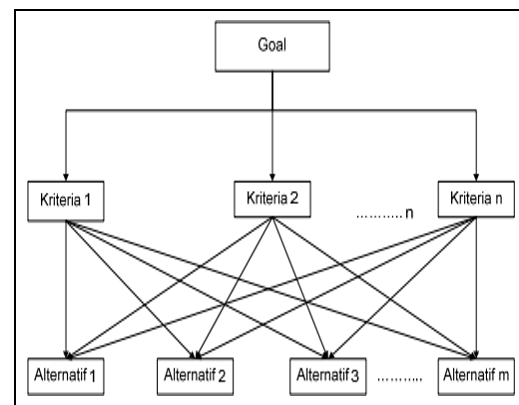 Goal
Kriteria 1
Kriteria 2
........... n
Kriteria n
Alternatif 1
Alternatif 2
Alternatif 3
...........
Alternatif m